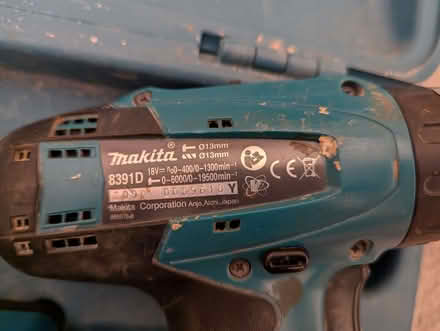 makita ® Ø13mm
Ø13mm
8391D 18V n₀0-400/0-1300min⁻¹
0-6000/0-19500min⁻¹
Y
Makita Corporation Anjo, Aichi, Japan
CE